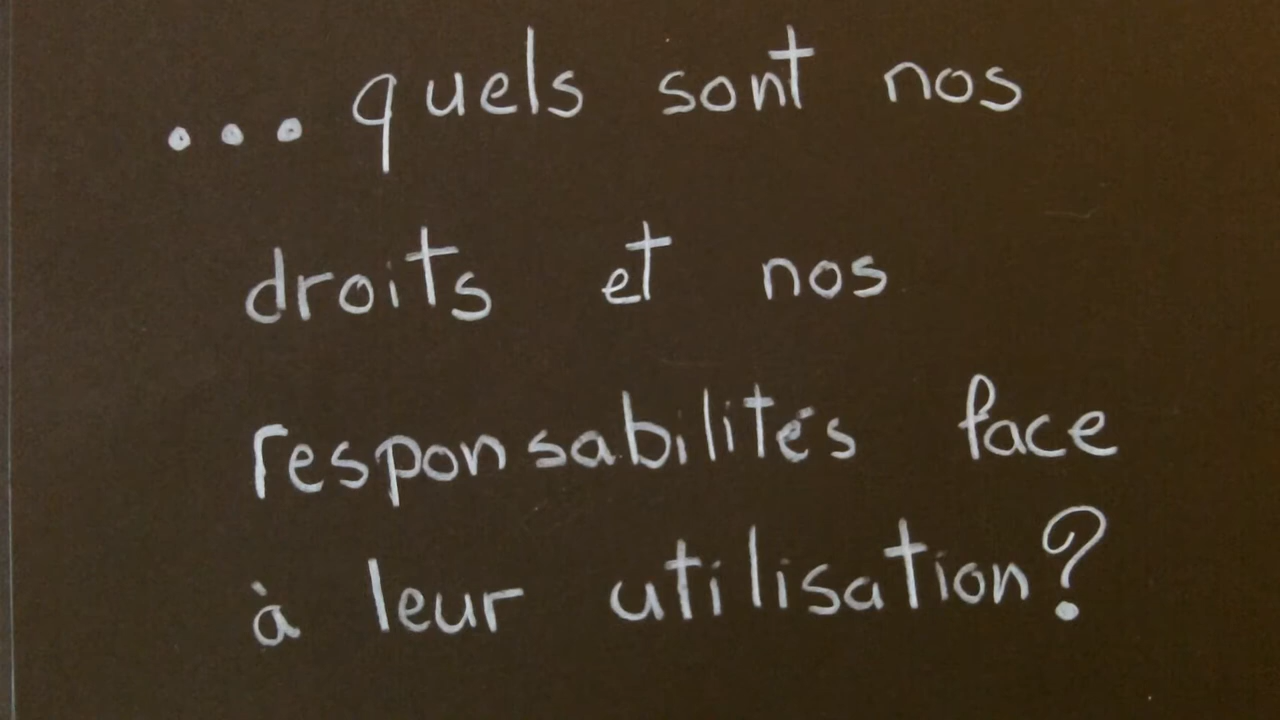 ... quels sont nos
droits et nos
responsabilités face
à leur utilisation?